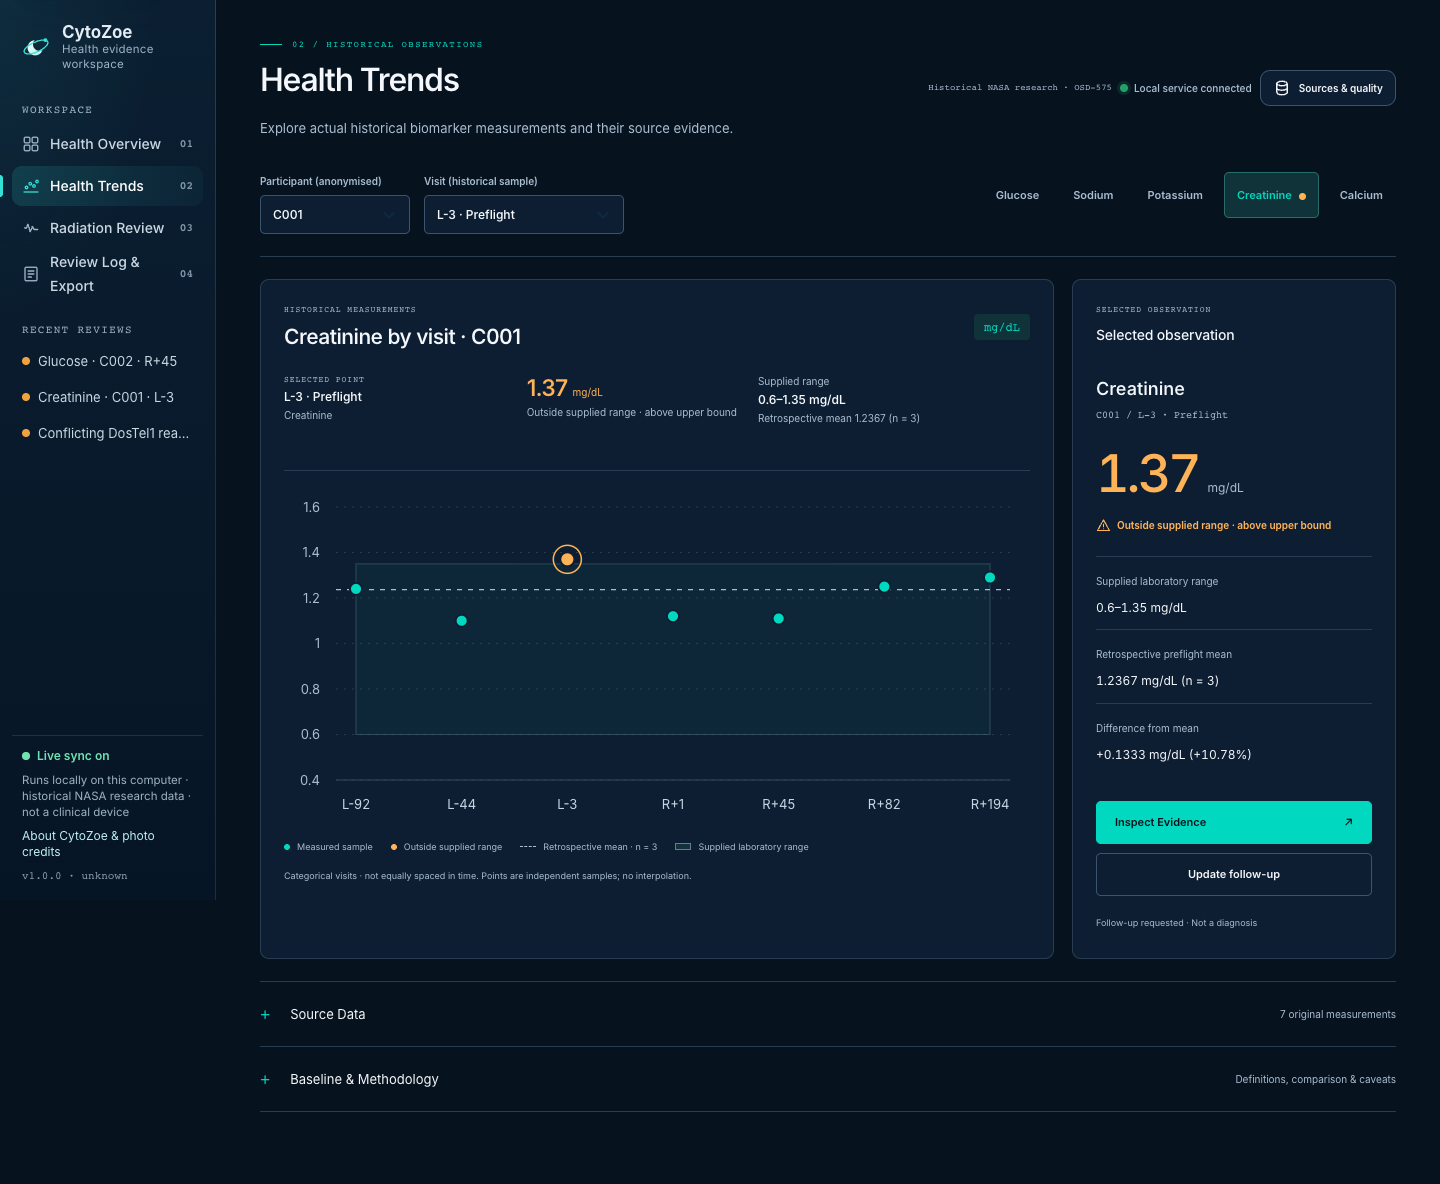 CytoZoe
Health evidence
workspace
WORKSPACE
Health Overview 01
Health Trends 02
Radiation Review 03
Review Log &
Export 04
RECENT REVIEWS
Glucose · C002 · R+45
Creatinine · C001 · L-3
Conflicting DosTel1 rea...
Live sync on
Runs locally on this computer ·
historical NASA research data ·
not a clinical device
About CytoZoe & photo
credits
v1.0.0 · unknown
02 / HISTORICAL OBSERVATIONS
Health Trends
Historical NASA research · OSD-575
Local service connected
Sources & quality
Explore actual historical biomarker measurements and their source evidence.
Participant (anonymised)
C001
Visit (historical sample)
L-3 · Preflight
Glucose
Sodium
Potassium
Creatinine
Calcium
HISTORICAL MEASUREMENTS
Creatinine by visit · C001
mg/dL
SELECTED POINT
L-3 · Preflight
Creatinine
1.37 mg/dL
Outside supplied range · above upper bound
Supplied range
0.6–1.35 mg/dL
Retrospective mean 1.2367 (n = 3)
1.6
1.4
1.2
1
0.8
0.6
0.4
L-92 L-44 L-3 R+1 R+45 R+82 R+194
Measured sample
Outside supplied range
Retrospective mean · n = 3
Supplied laboratory range
Categorical visits · not equally spaced in time. Points are independent samples; no interpolation.
SELECTED OBSERVATION
Selected observation
Creatinine
C001 / L-3 · Preflight
1.37 mg/dL
Outside supplied range · above upper bound
Supplied laboratory range
0.6–1.35 mg/dL
Retrospective preflight mean
1.2367 mg/dL (n = 3)
Difference from mean
+0.1333 mg/dL (+10.78%)
Inspect Evidence ↗
Update follow-up
Follow-up requested · Not a diagnosis
+ Source Data
7 original measurements
+ Baseline & Methodology
Definitions, comparison & caveats